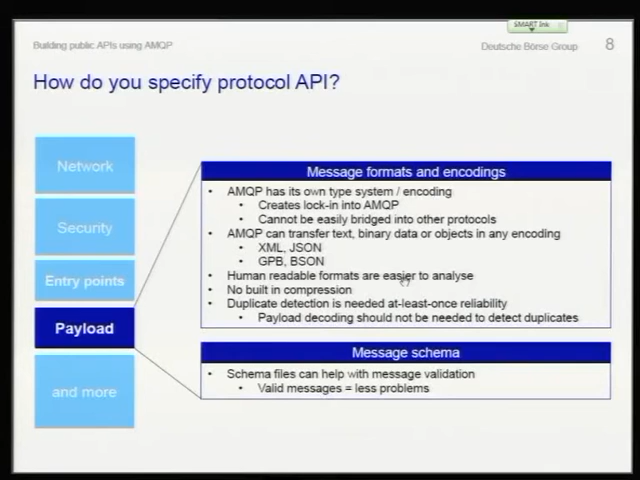 SMART Ink
Building public APIs using AMQP
Deutsche Börse Group
8
How do you specify protocol API?
Network
Security
Entry points
Payload
and more
Message formats and encodings
• AMQP has its own type system / encoding
• Creates lock-in into AMQP
• Cannot be easily bridged into other protocols
• AMQP can transfer text, binary data or objects in any encoding
• XML, JSON
• GPB, BSON
• Human readable formats are easier to analyse
• No built in compression
• Duplicate detection is needed at-least-once reliability
• Payload decoding should not be needed to detect duplicates
Message schema
• Schema files can help with message validation
• Valid messages = less problems